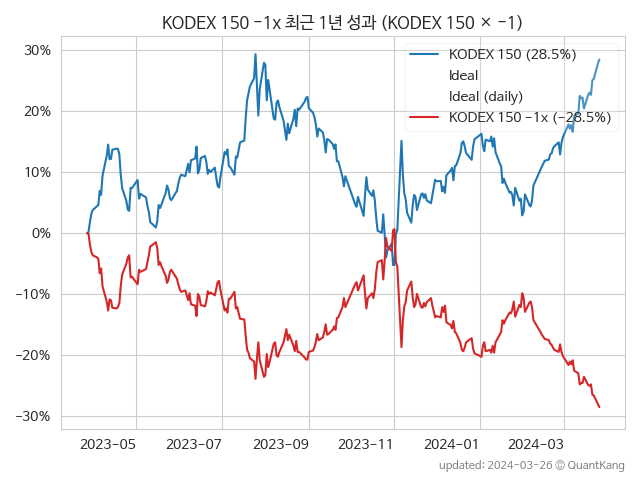 KODEX 150 −1x 최근 1년 성과 (KODEX 150 × −1)
KODEX 150 (28.5%)
Ideal
Ideal (daily)
KODEX 150 −1x (−28.5%)
30%
20%
10%
0%
−10%
−20%
−30%
2023−05 2023−07 2023−09 2023−11 2024−01 2024−03
updated: 2024−03−26 © QuantKang